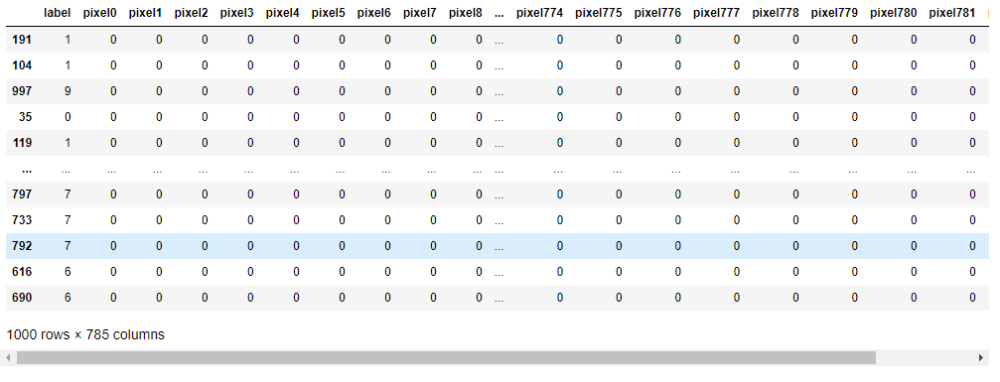 label pixel0 pixel1 pixel2 pixel3 pixel4 pixel5 pixel6 pixel7 pixel8 ... pixel774 pixel775 pixel776 pixel777 pixel778 pixel779 pixel780 pixel781
191 1 0 0 0 0 0 0 0 0 0 ... 0 0 0 0 0 0 0 0
104 1 0 0 0 0 0 0 0 0 0 ... 0 0 0 0 0 0 0 0
997 9 0 0 0 0 0 0 0 0 0 ... 0 0 0 0 0 0 0 0
35 0 0 0 0 0 0 0 0 0 0 ... 0 0 0 0 0 0 0 0
119 1 0 0 0 0 0 0 0 0 0 ... 0 0 0 0 0 0 0 0
... ... ... ... ... ... ... ... ... ... ... ... ... ... ... ... ... ... ... ...
797 7 0 0 0 0 0 0 0 0 0 ... 0 0 0 0 0 0 0 0
733 7 0 0 0 0 0 0 0 0 0 ... 0 0 0 0 0 0 0 0
792 7 0 0 0 0 0 0 0 0 0 ... 0 0 0 0 0 0 0 0
616 6 0 0 0 0 0 0 0 0 0 ... 0 0 0 0 0 0 0 0
690 6 0 0 0 0 0 0 0 0 0 ... 0 0 0 0 0 0 0 0
1000 rows × 785 columns